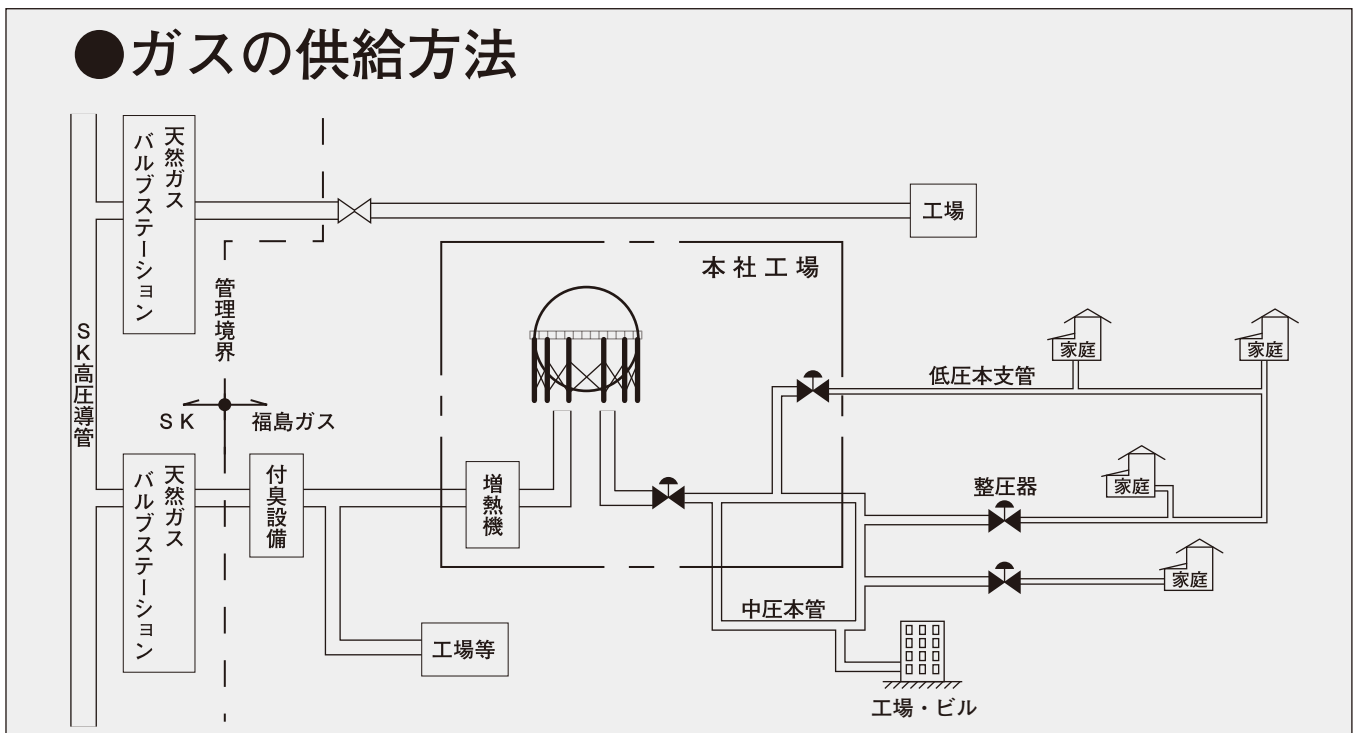 ●ガスの供給方法
天然ガス
バルブステーション
工場
管理境界
本社工場
SK高圧導管
SK
福島ガス
家庭
家庭
低圧本支管
天然ガス
バルブステーション
付臭設備
増熱機
整圧器
家庭
家庭
中圧本管
工場等
工場・ビル